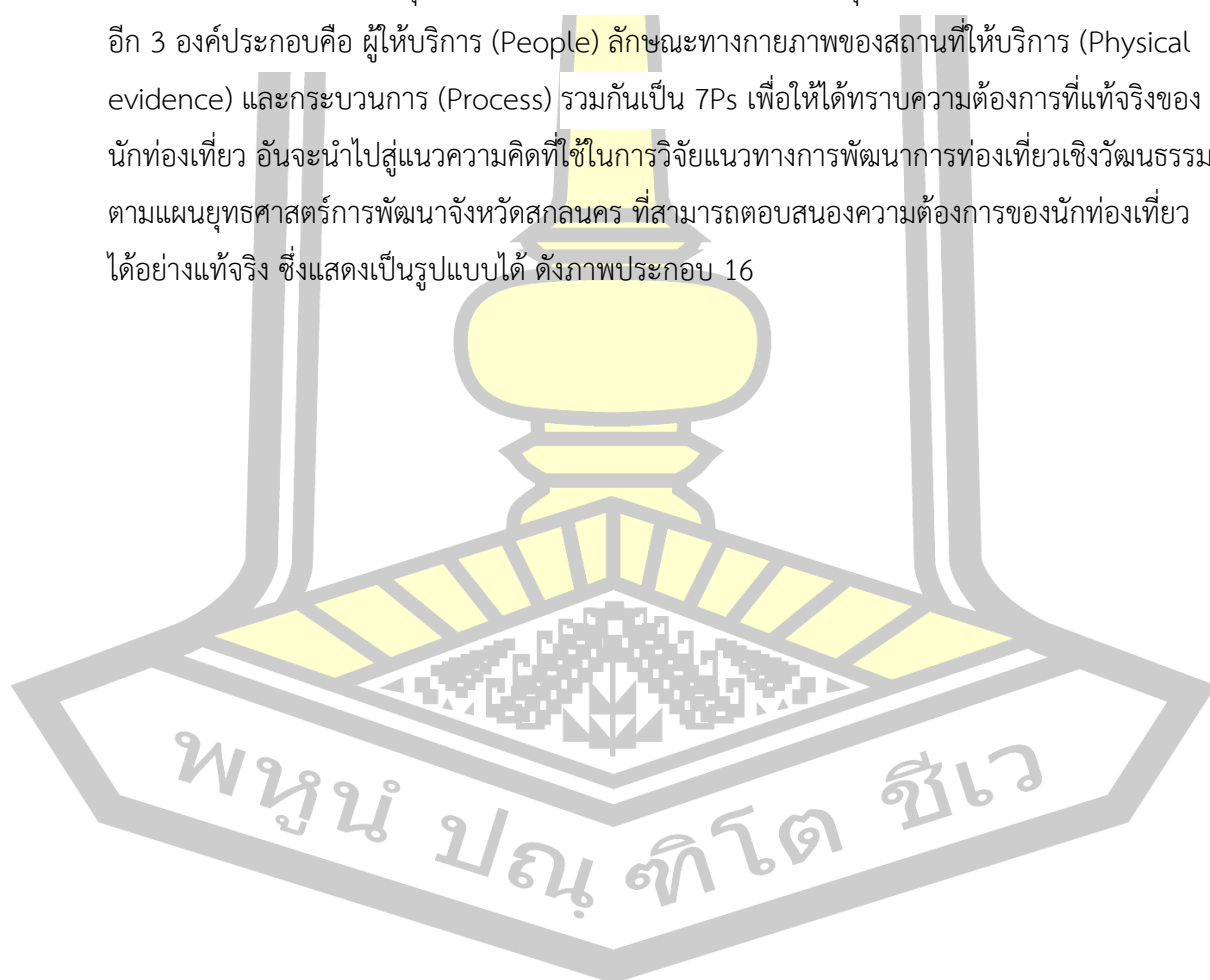 อีก 3 องค์ประกอบคือ ผู้ให้บริการ (People) ลักษณะทางกายภาพของสถานที่ให้บริการ (Physical
evidence) และกระบวนการ (Process) รวมกันเป็น 7Ps เพื่อให้ได้ทราบความต้องการที่แท้จริงของ
นักท่องเที่ยว อันจะนำไปสู่แนวความคิดที่ใช้ในการวิจัยแนวทางการพัฒนาการท่องเที่ยวเชิงวัฒนธรรม
ตามแผนยุทธศาสตร์การพัฒนาจังหวัดสกลนคร ที่สามารถตอบสนองความต้องการของนักท่องเที่ยว
ได้อย่างแท้จริง ซึ่งแสดงเป็นรูปแบบได้ ดังภาพประกอบ 16
พหูนํ ปณฺฑิโต ชีเว